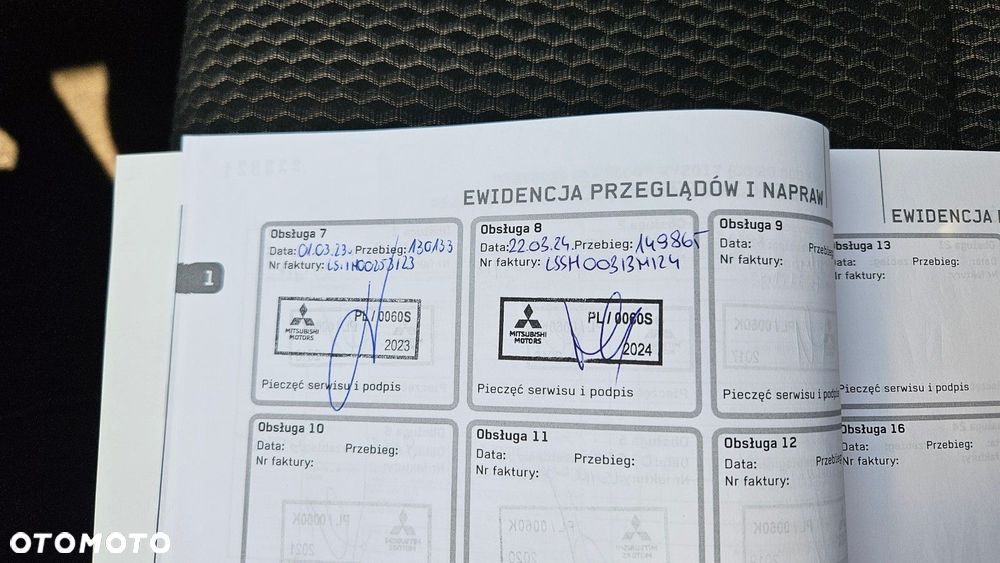 EWIDENCJA PRZEGLĄDÓW I NAPRAW
1
Obsługa 7
Data: 01.03.23. Przebieg: 130133
Nr faktury:
MITSUBISHI MOTORS
PL / 0060S
2023
Pieczęć serwisu i podpis
Obsługa 8
Data: 22.03.24. Przebieg: 149865
Nr faktury: LSSM00313M124
MITSUBISHI MOTORS
PL / 0060S
2024
Pieczęć serwisu i podpis
Obsługa 9
Data:
Nr faktury:
Pieczęć serwisu i podpis
Obsługa 10
Data: Przebieg:
Nr faktury:
Obsługa 11
Data: Przebieg:
Nr faktury:
Obsługa 12
Data:
Nr faktury:
EWIDENCJA
Obsługa 13
Przebieg:
Pieczęć serwisu i podpis
Obsługa 16
Data: Przebieg:
Nr faktury:
OTOMOTO